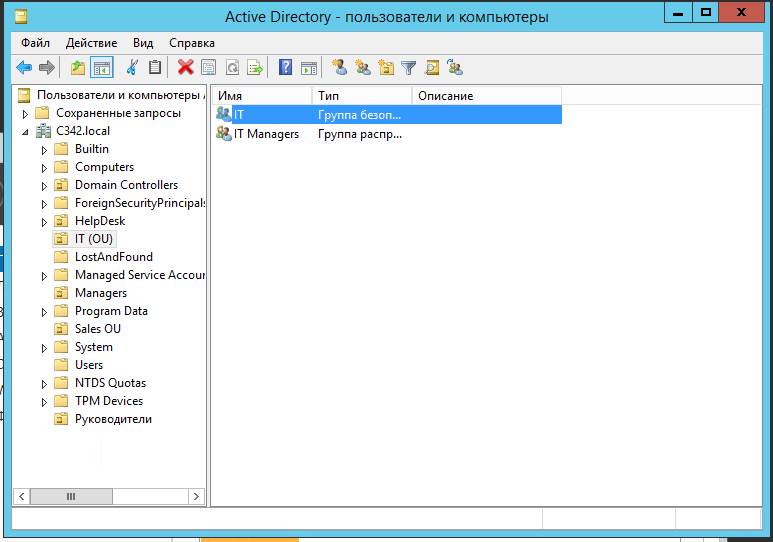 Active Directory - пользователи и компьютеры
Файл Действие Вид Справка
Пользователи и компьютеры
Сохраненные запросы
C342.local
Builtin
Computers
Domain Controllers
ForeignSecurityPrincipals
HelpDesk
IT (OU)
LostAndFound
Managed Service Accour
Managers
Program Data
Sales OU
System
Users
NTDS Quotas
TPM Devices
Руководители
Имя Тип Описание
IT Группа безоп...
IT Managers Группа распр...